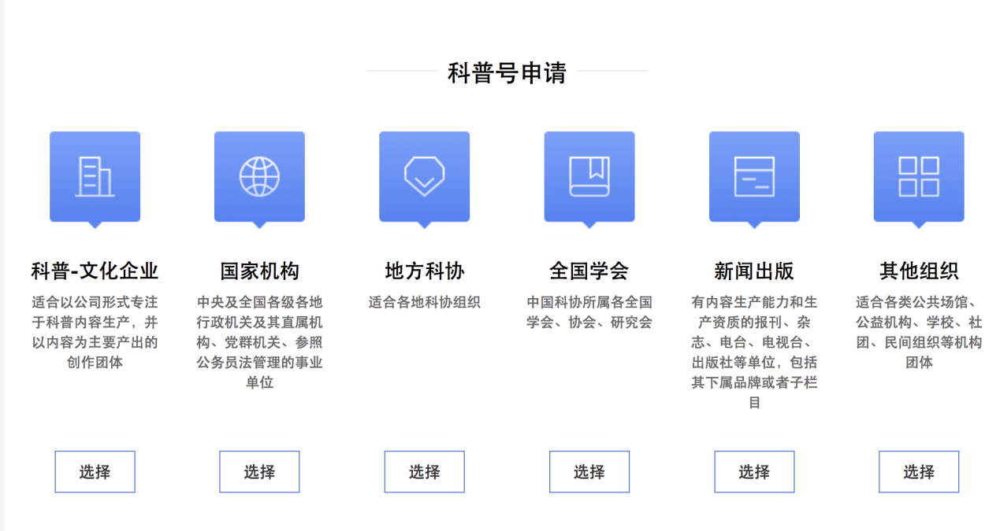 科普号申请
科普-文化企业
适合以公司形式专注
于科普内容生产，并
以内容为主要产出的
创作团体
选择
国家机构
中央及全国各级各地
行政机关及其直属机
构、党群机关、参照
公务员法管理的事业
单位
选择
地方科协
适合各地科协组织
选择
全国学会
中国科协所属各全国
学会、协会、研究会
选择
新闻出版
有内容生产能力和生
产资质的报刊、杂
志、电台、电视台、
出版社等单位，包括
其下属品牌或者子栏
目
选择
其他组织
适合各类公共场馆、
公益机构、学校、社
团、民间组织等机构
团体
选择